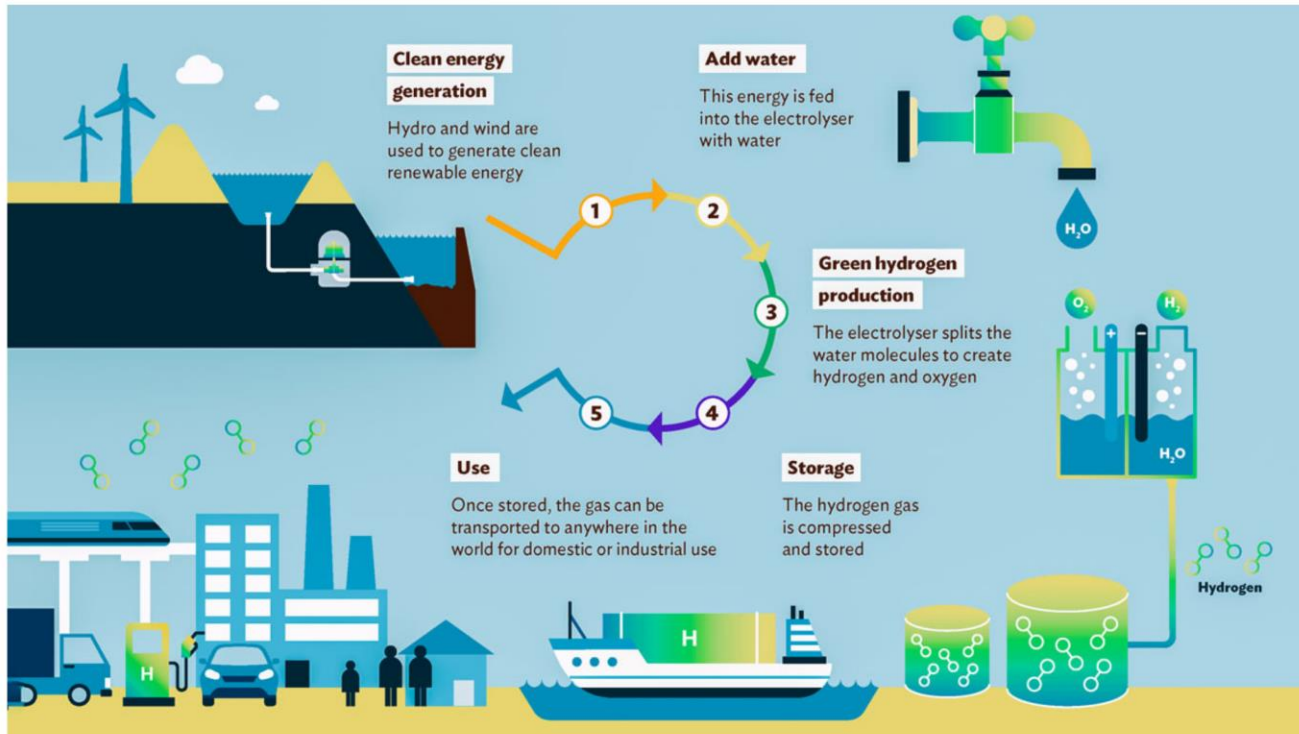 Clean energy
generation
Hydro and wind are
used to generate clean
renewable energy
Add water
This energy is fed
into the electrolyser
with water
H₂O
1
2
3
4
5
Green hydrogen
production
The electrolyser splits the
water molecules to create
hydrogen and oxygen
O₂
H₂
+
−
H₂O
Hydrogen
Storage
The hydrogen gas
is compressed
and stored
Use
Once stored, the gas can be
transported to anywhere in the
world for domestic or industrial use
H
H